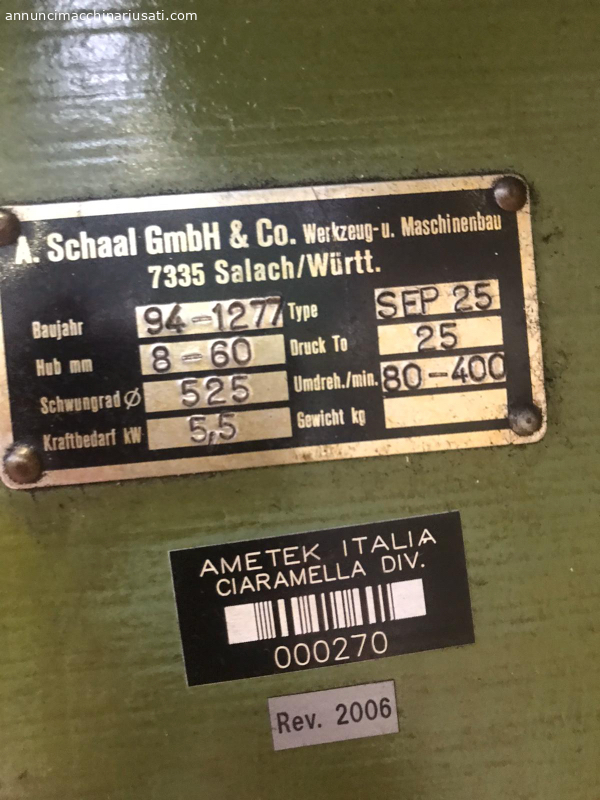 annuncimacchinariusati.com
A. Schaal GmbH & Co. Werkzeug-u. Maschinenbau
7335 Salach/Württ.
Baujahr 94-1277 Type SEP 25
Hub mm 8-60 Druck To 25
Schwungrad Ø 525 Umdreh./min. 80-400
Kraftbedarf kW 5,5 Gewicht kg
AMETEK ITALIA
CIARAMELLA DIV.
000270
Rev. 2006